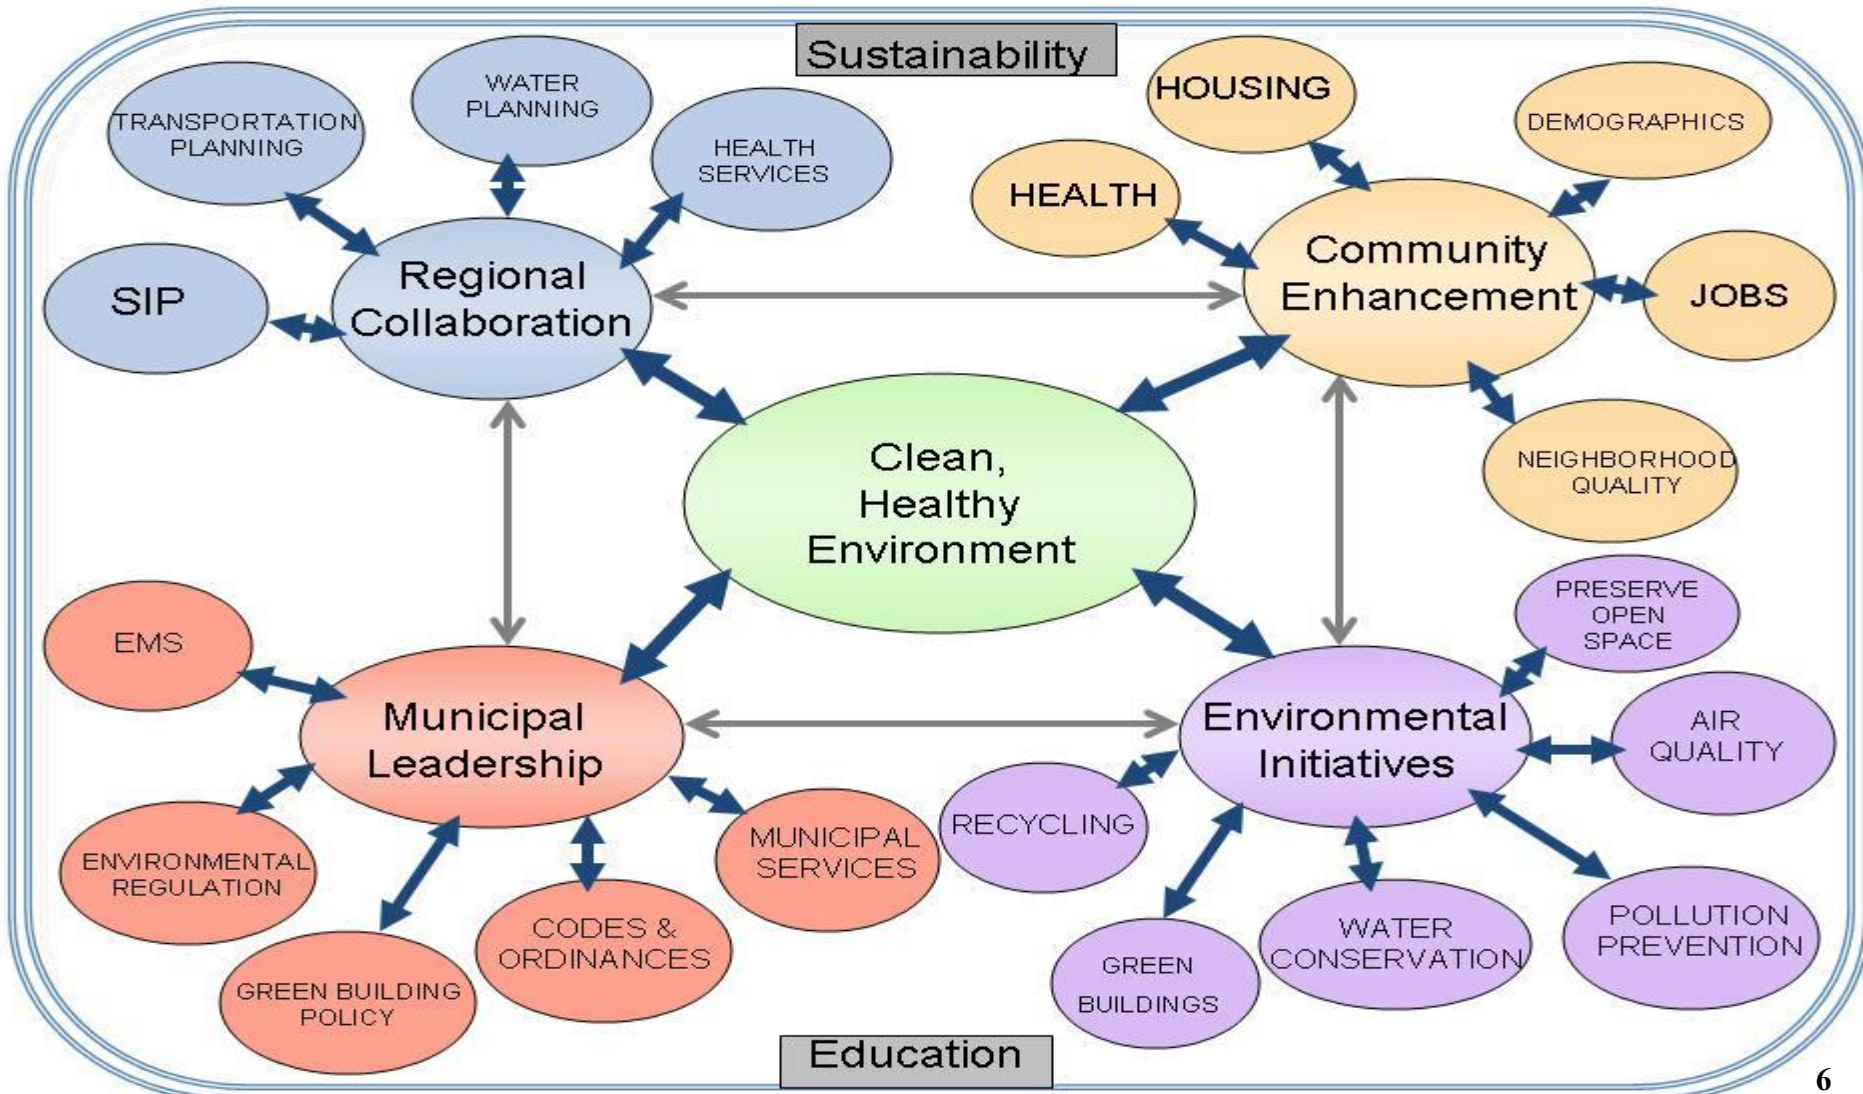 Sustainability
TRANSPORTATION
PLANNING
WATER
PLANNING
HEALTH
SERVICES
SIP
Regional
Collaboration
HOUSING
DEMOGRAPHICS
HEALTH
Community
Enhancement
JOBS
NEIGHBORHOOD
QUALITY
Clean,
Healthy
Environment
EMS
Municipal
Leadership
ENVIRONMENTAL
REGULATION
GREEN BUILDING
POLICY
CODES &
ORDINANCES
MUNICIPAL
SERVICES
PRESERVE
OPEN
SPACE
Environmental
Initiatives
AIR
QUALITY
RECYCLING
GREEN
BUILDINGS
WATER
CONSERVATION
POLLUTION
PREVENTION
Education
6